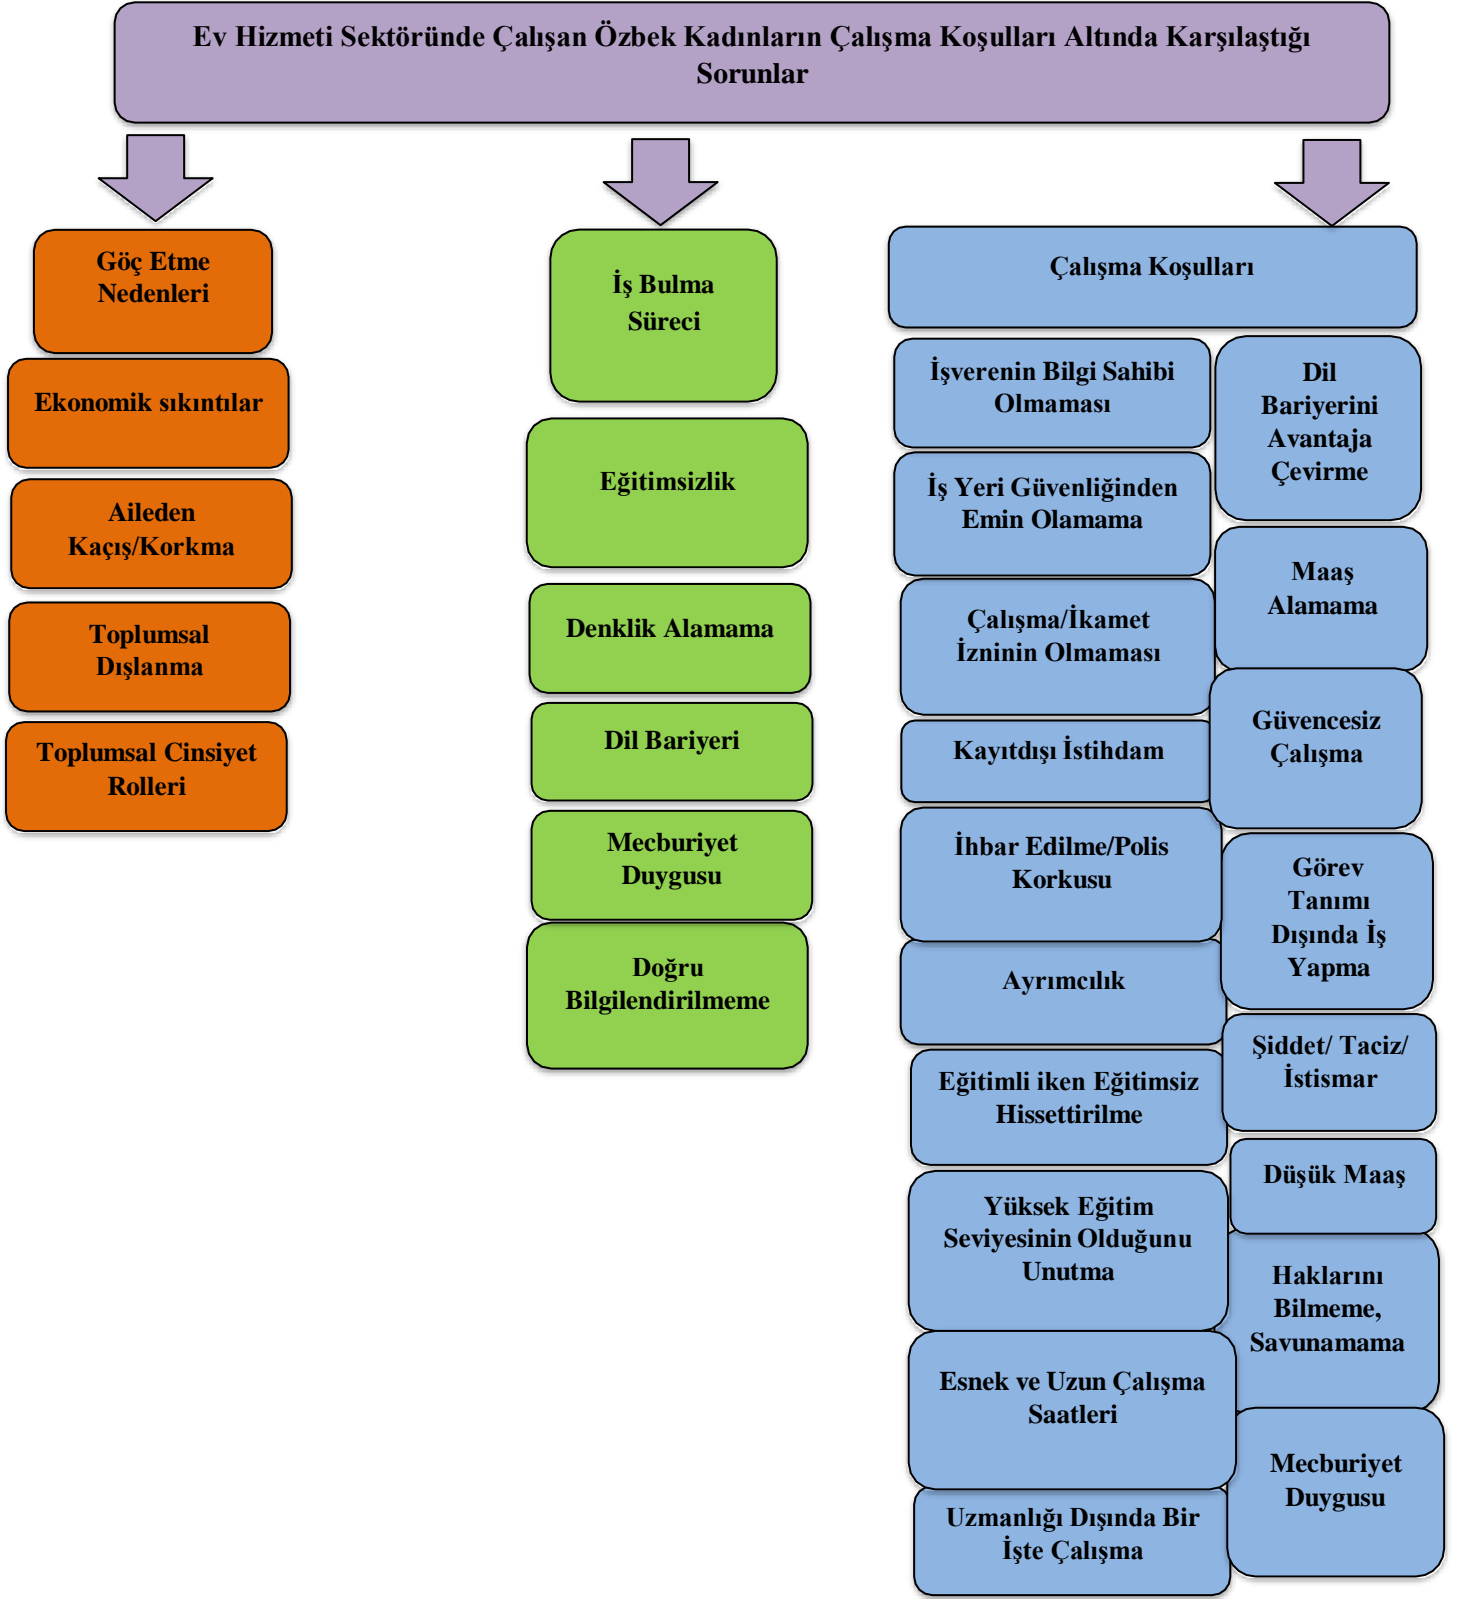 Ev Hizmeti Sektöründe Çalışan Özbek Kadınların Çalışma Koşulları Altında Karşılaştığı
Sorunlar
Göç Etme
Nedenleri
Ekonomik sıkıntılar
Aileden
Kaçış/Korkma
Toplumsal
Dışlanma
Toplumsal Cinsiyet
Rolleri
İş Bulma
Süreci
Eğitimsizlik
Denklik Alamama
Dil Bariyeri
Mecburiyet
Duygusu
Doğru
Bilgilendirilmeme
Çalışma Koşulları
İşverenin Bilgi Sahibi
Olmaması
İş Yeri Güvenliğinden
Emin Olamama
Çalışma/İkamet
İzninin Olmaması
Kayıtdışı İstihdam
İhbar Edilme/Polis
Korkusu
Ayrımcılık
Eğitimli iken Eğitimsiz
Hissettirilme
Yüksek Eğitim
Seviyesinin Olduğunu
Unutma
Esnek ve Uzun Çalışma
Saatleri
Uzmanlığı Dışında Bir
İşte Çalışma
Dil
Bariyerini
Avantaja
Çevirme
Maaş
Alamama
Güvencesiz
Çalışma
Görev
Tanımı
Dışında İş
Yapma
Şiddet/ Taciz/
İstismar
Düşük Maaş
Haklarını
Bilmeme,
Savunamama
Mecburiyet
Duygusu